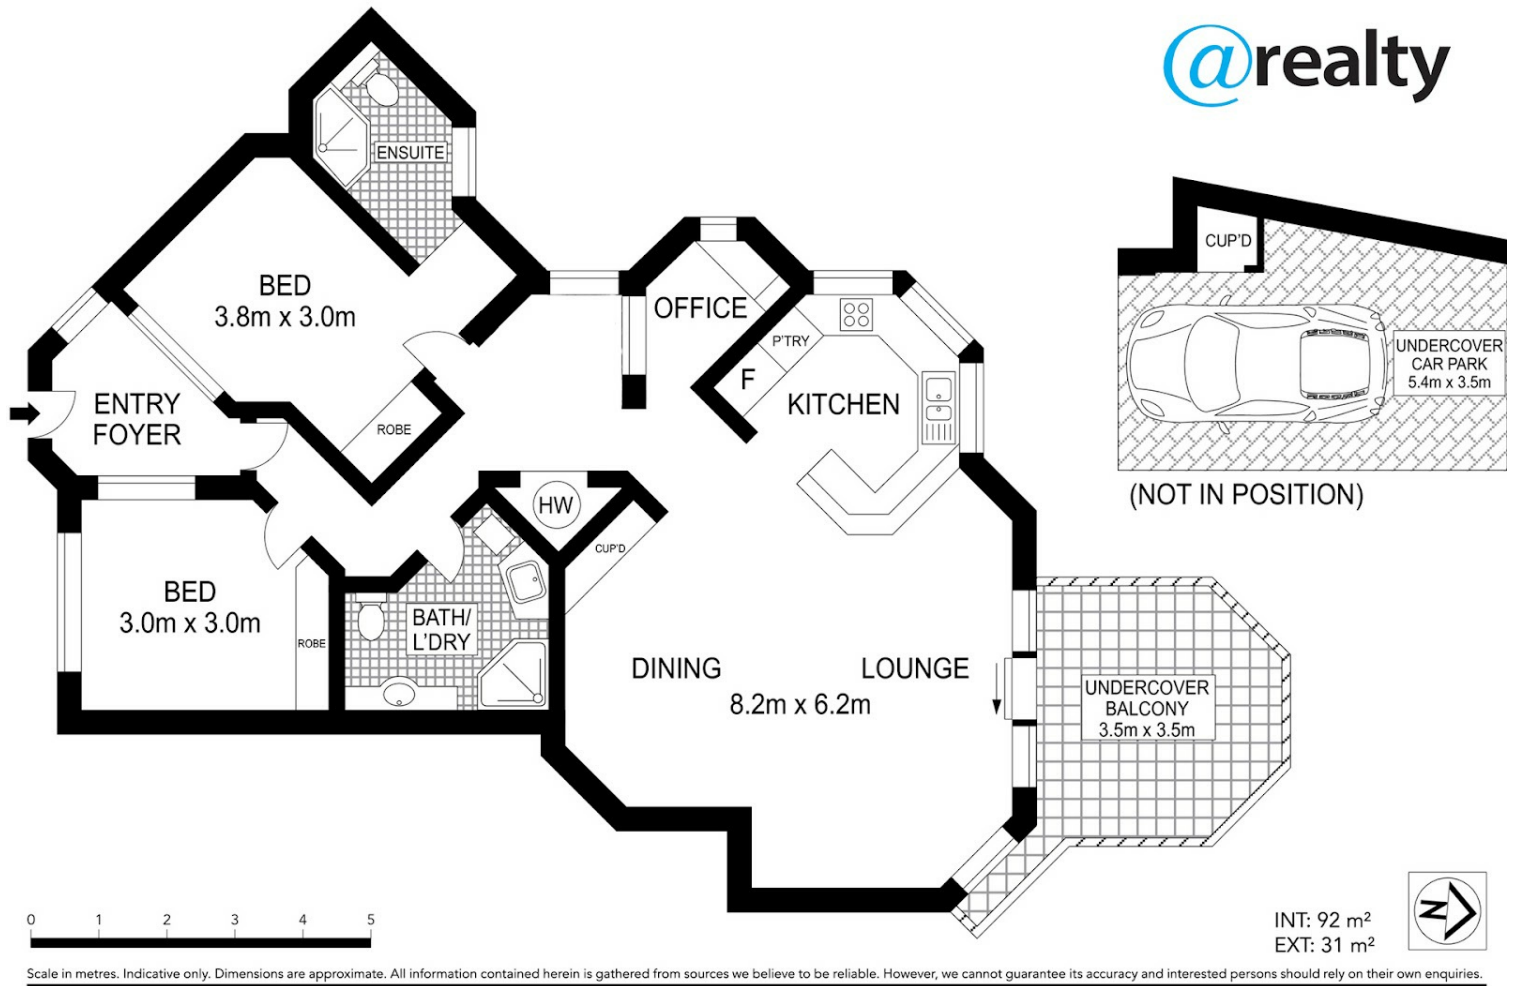 @realty
ENSUITE
CUP'D
BED
3.8m x 3.0m
OFFICE
P'TRY
F
KITCHEN
UNDERCOVER
CAR PARK
5.4m x 3.5m
ENTRY
FOYER
ROBE
(NOT IN POSITION)
HW
CUP'D
BED
3.0m x 3.0m
ROBE
BATH/
L'DRY
DINING
LOUNGE
8.2m x 6.2m
UNDERCOVER
BALCONY
3.5m x 3.5m
0 1 2 3 4 5
INT: 92 m²
EXT: 31 m²
N
Scale in metres. Indicative only. Dimensions are approximate. All information contained herein is gathered from sources we believe to be reliable. However, we cannot guarantee its accuracy and interested persons should rely on their own enquiries.